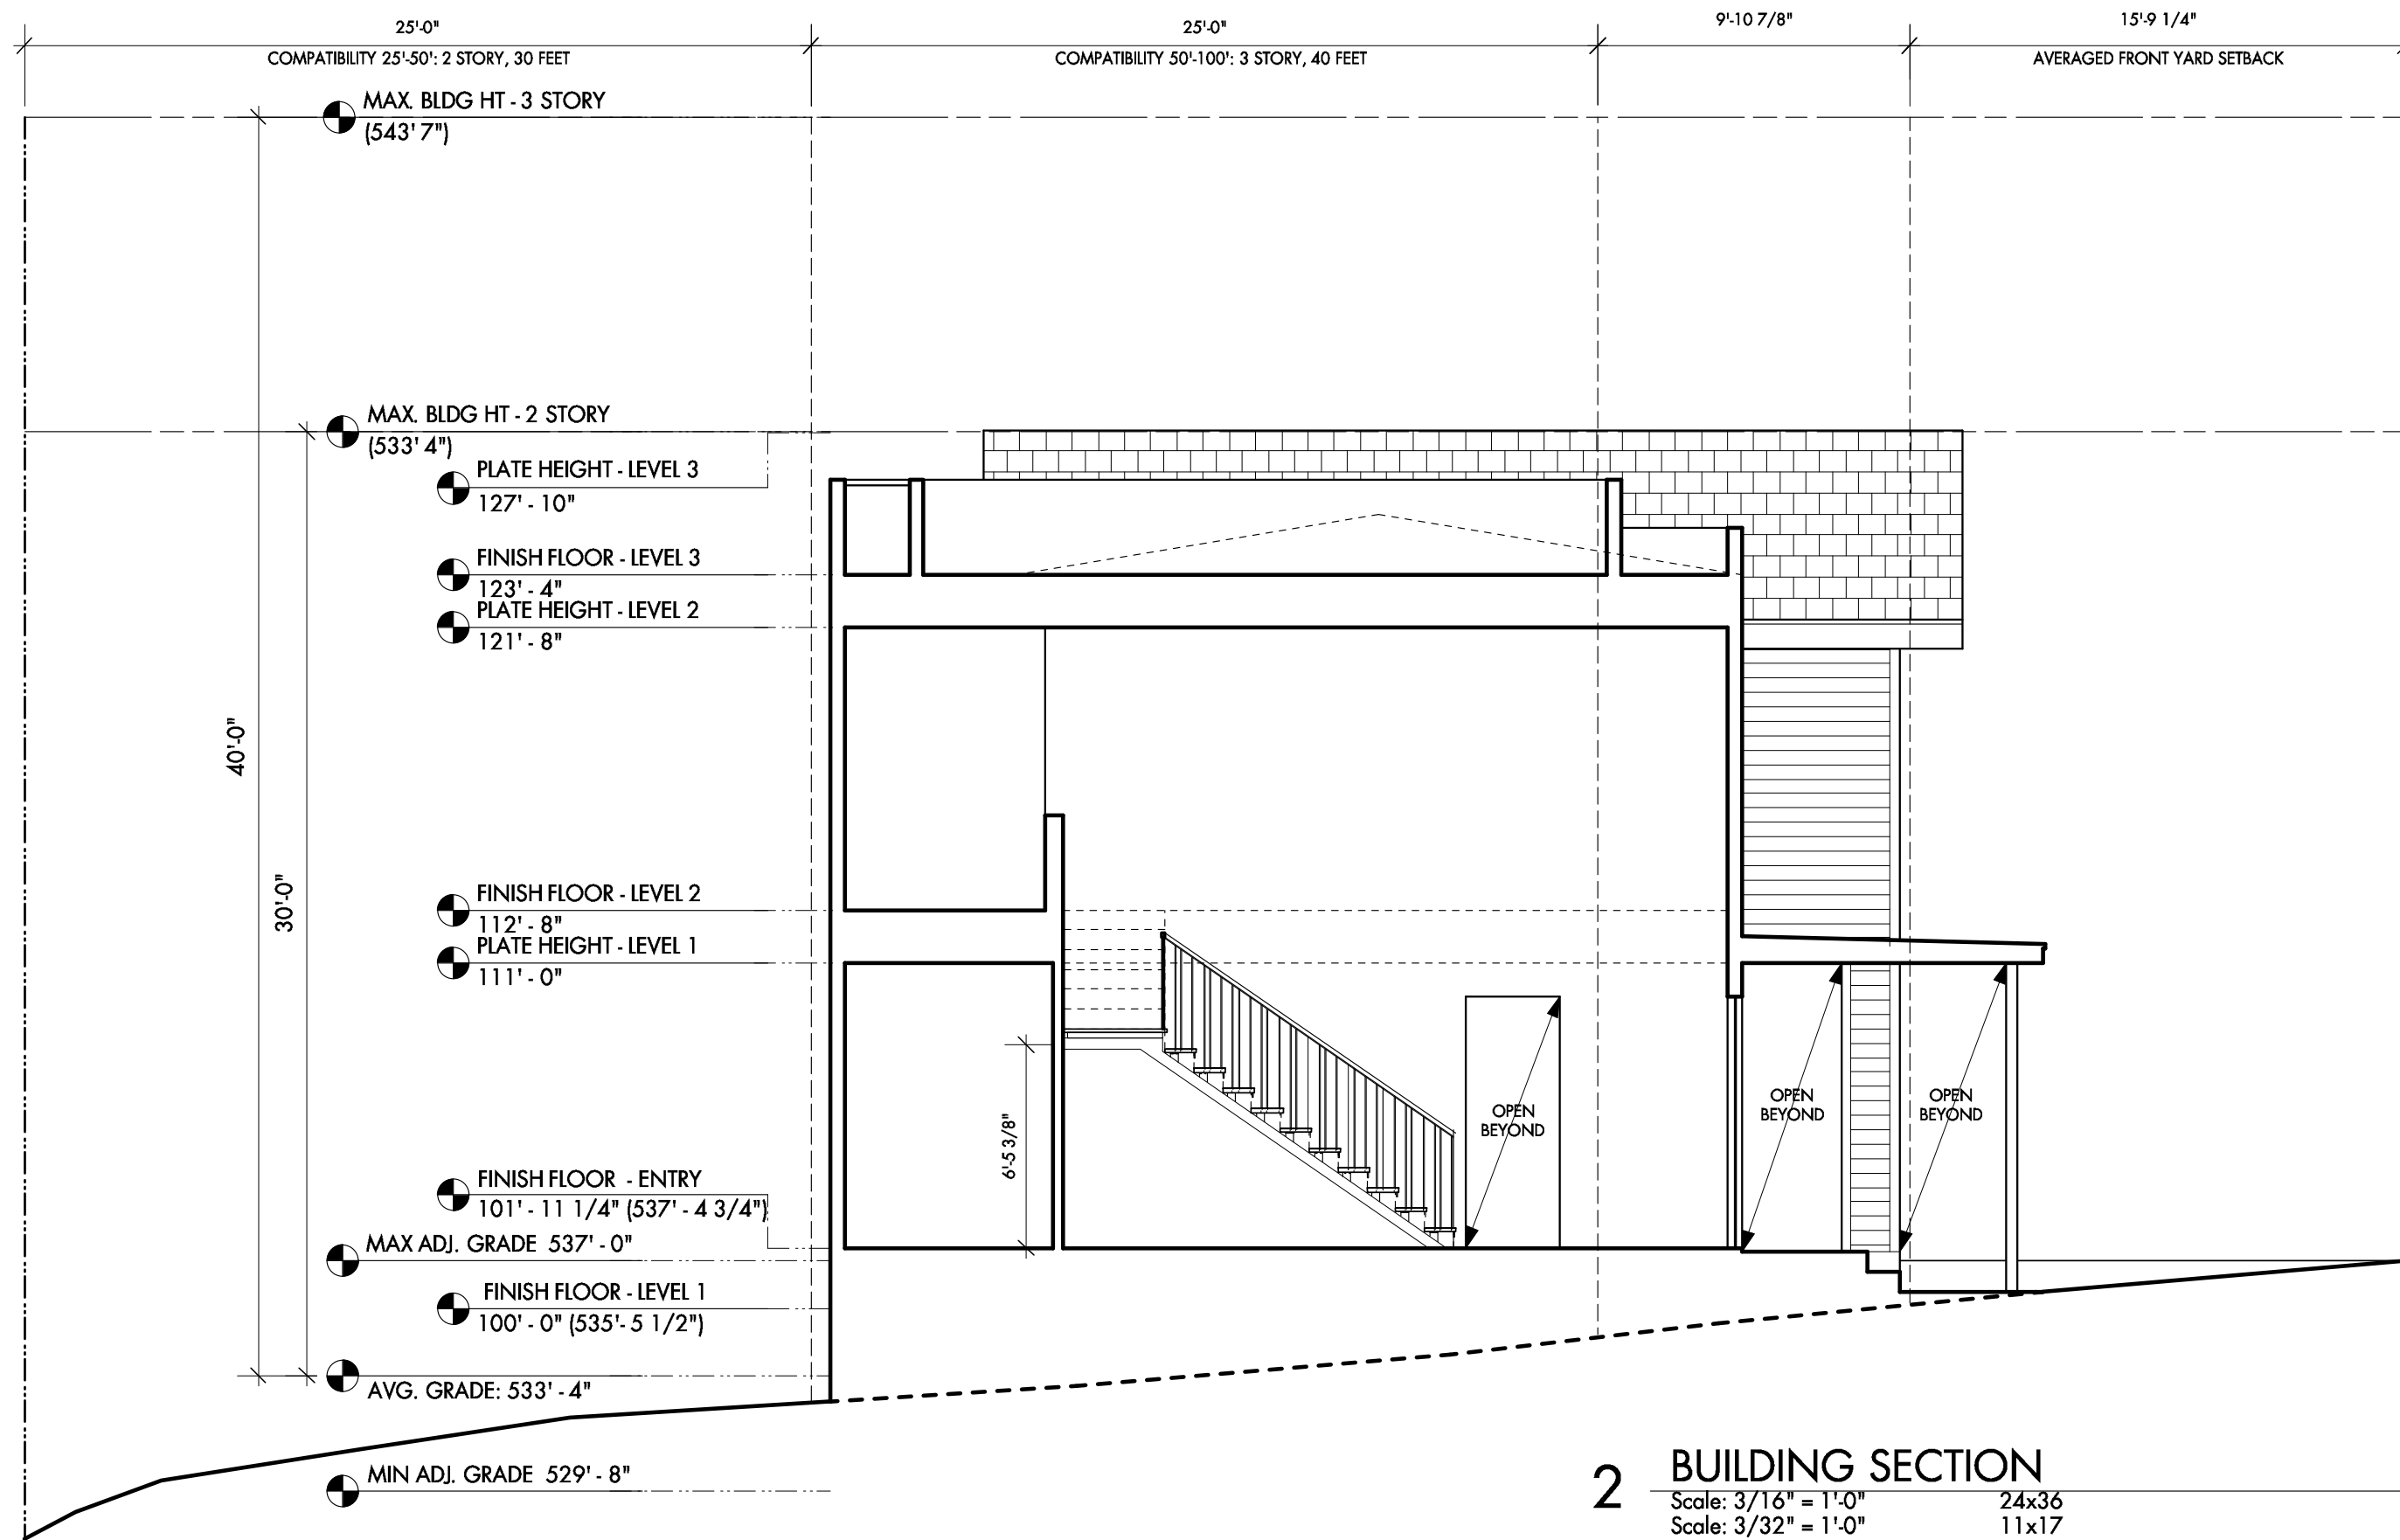 25'-0"
25'-0"
9'-10 7/8"
15'-9 1/4"
COMPATIBILITY 25'-50': 2 STORY, 30 FEET
COMPATIBILITY 50'-100': 3 STORY, 40 FEET
AVERAGED FRONT YARD SETBACK
MAX. BLDG HT - 3 STORY
(543' 7")
MAX. BLDG HT - 2 STORY
(533' 4")
PLATE HEIGHT - LEVEL 3
127' - 10"
FINISH FLOOR - LEVEL 3
123' - 4"
PLATE HEIGHT - LEVEL 2
121' - 8"
40'-0"
30'-0"
FINISH FLOOR - LEVEL 2
112' - 8"
PLATE HEIGHT - LEVEL 1
111' - 0"
6'-5 3/8"
OPEN
BEYOND
OPEN
BEYOND
OPEN
BEYOND
FINISH FLOOR - ENTRY
101' - 11 1/4" (537' - 4 3/4")
MAX ADJ. GRADE 537' - 0"
FINISH FLOOR - LEVEL 1
100' - 0" (535'- 5 1/2")
AVG. GRADE: 533' - 4"
MIN ADJ. GRADE 529' - 8"
2 BUILDING SECTION
Scale: 3/16" = 1'-0" 24x36
Scale: 3/32" = 1'-0" 11x17